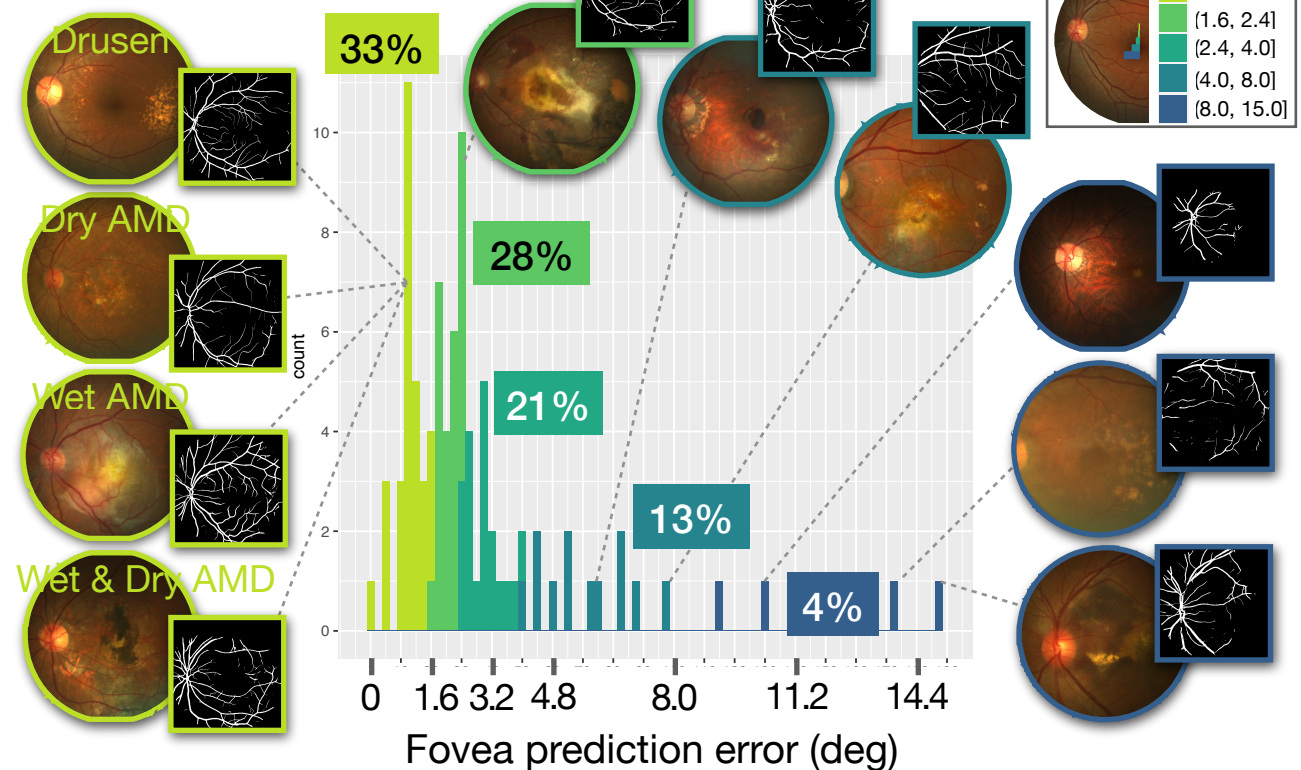 Drusen
33%
(1.6, 2.4]
(2.4, 4.0]
(4.0, 8.0]
(8.0, 15.0]
10
Dry AMD
8
28%
6
count
Wet AMD
21%
4
13%
2
Wet & Dry AMD
4%
0
0 1.6 3.2 4.8 8.0 11.2 14.4
Fovea prediction error (deg)